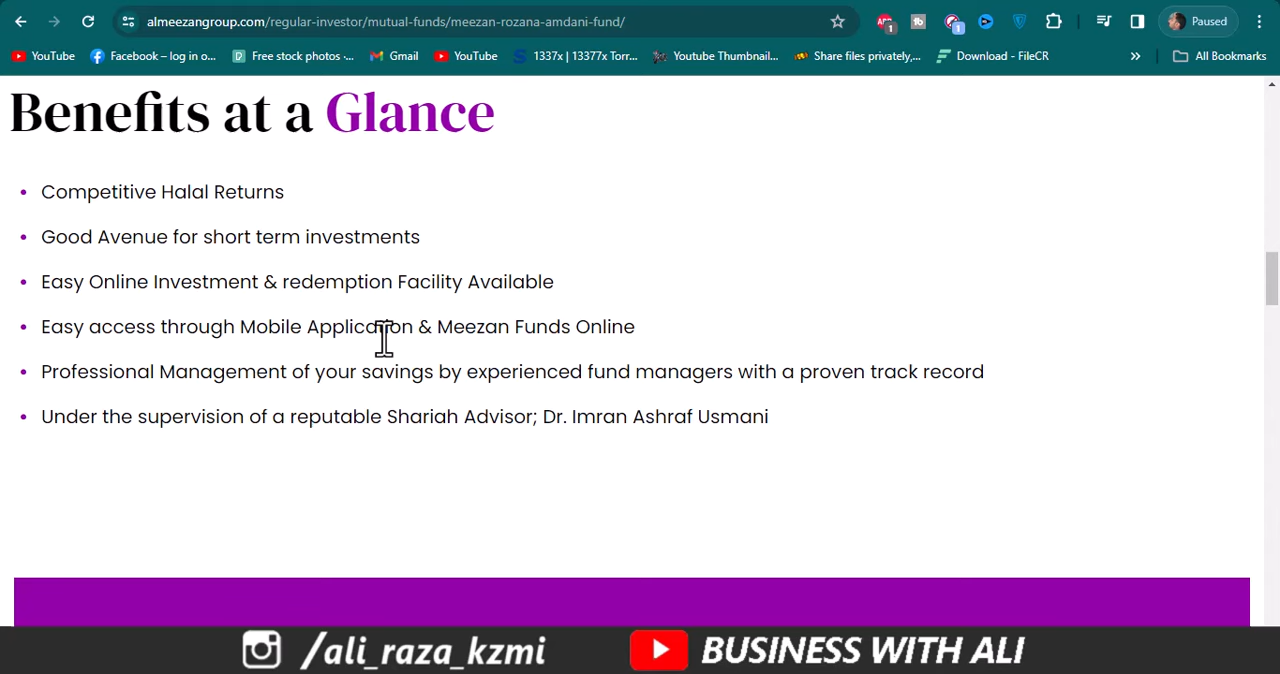 almeezangroup.com/regular-investor/mutual-funds/meezan-rozana-amdani-fund/
1
1
Paused
YouTube
Facebook – log in o...
Free stock photos ·...
Gmail
YouTube
1337x | 13377x Torr...
Youtube Thumbnail...
Share files privately,...
Download - FileCR
»
All Bookmarks
Benefits at a Glance
• Competitive Halal Returns
• Good Avenue for short term investments
• Easy Online Investment & redemption Facility Available
• Easy access through Mobile Application & Meezan Funds Online
• Professional Management of your savings by experienced fund managers with a proven track record
• Under the supervision of a reputable Shariah Advisor; Dr. Imran Ashraf Usmani
/ali_raza_kzmi
BUSINESS WITH ALI